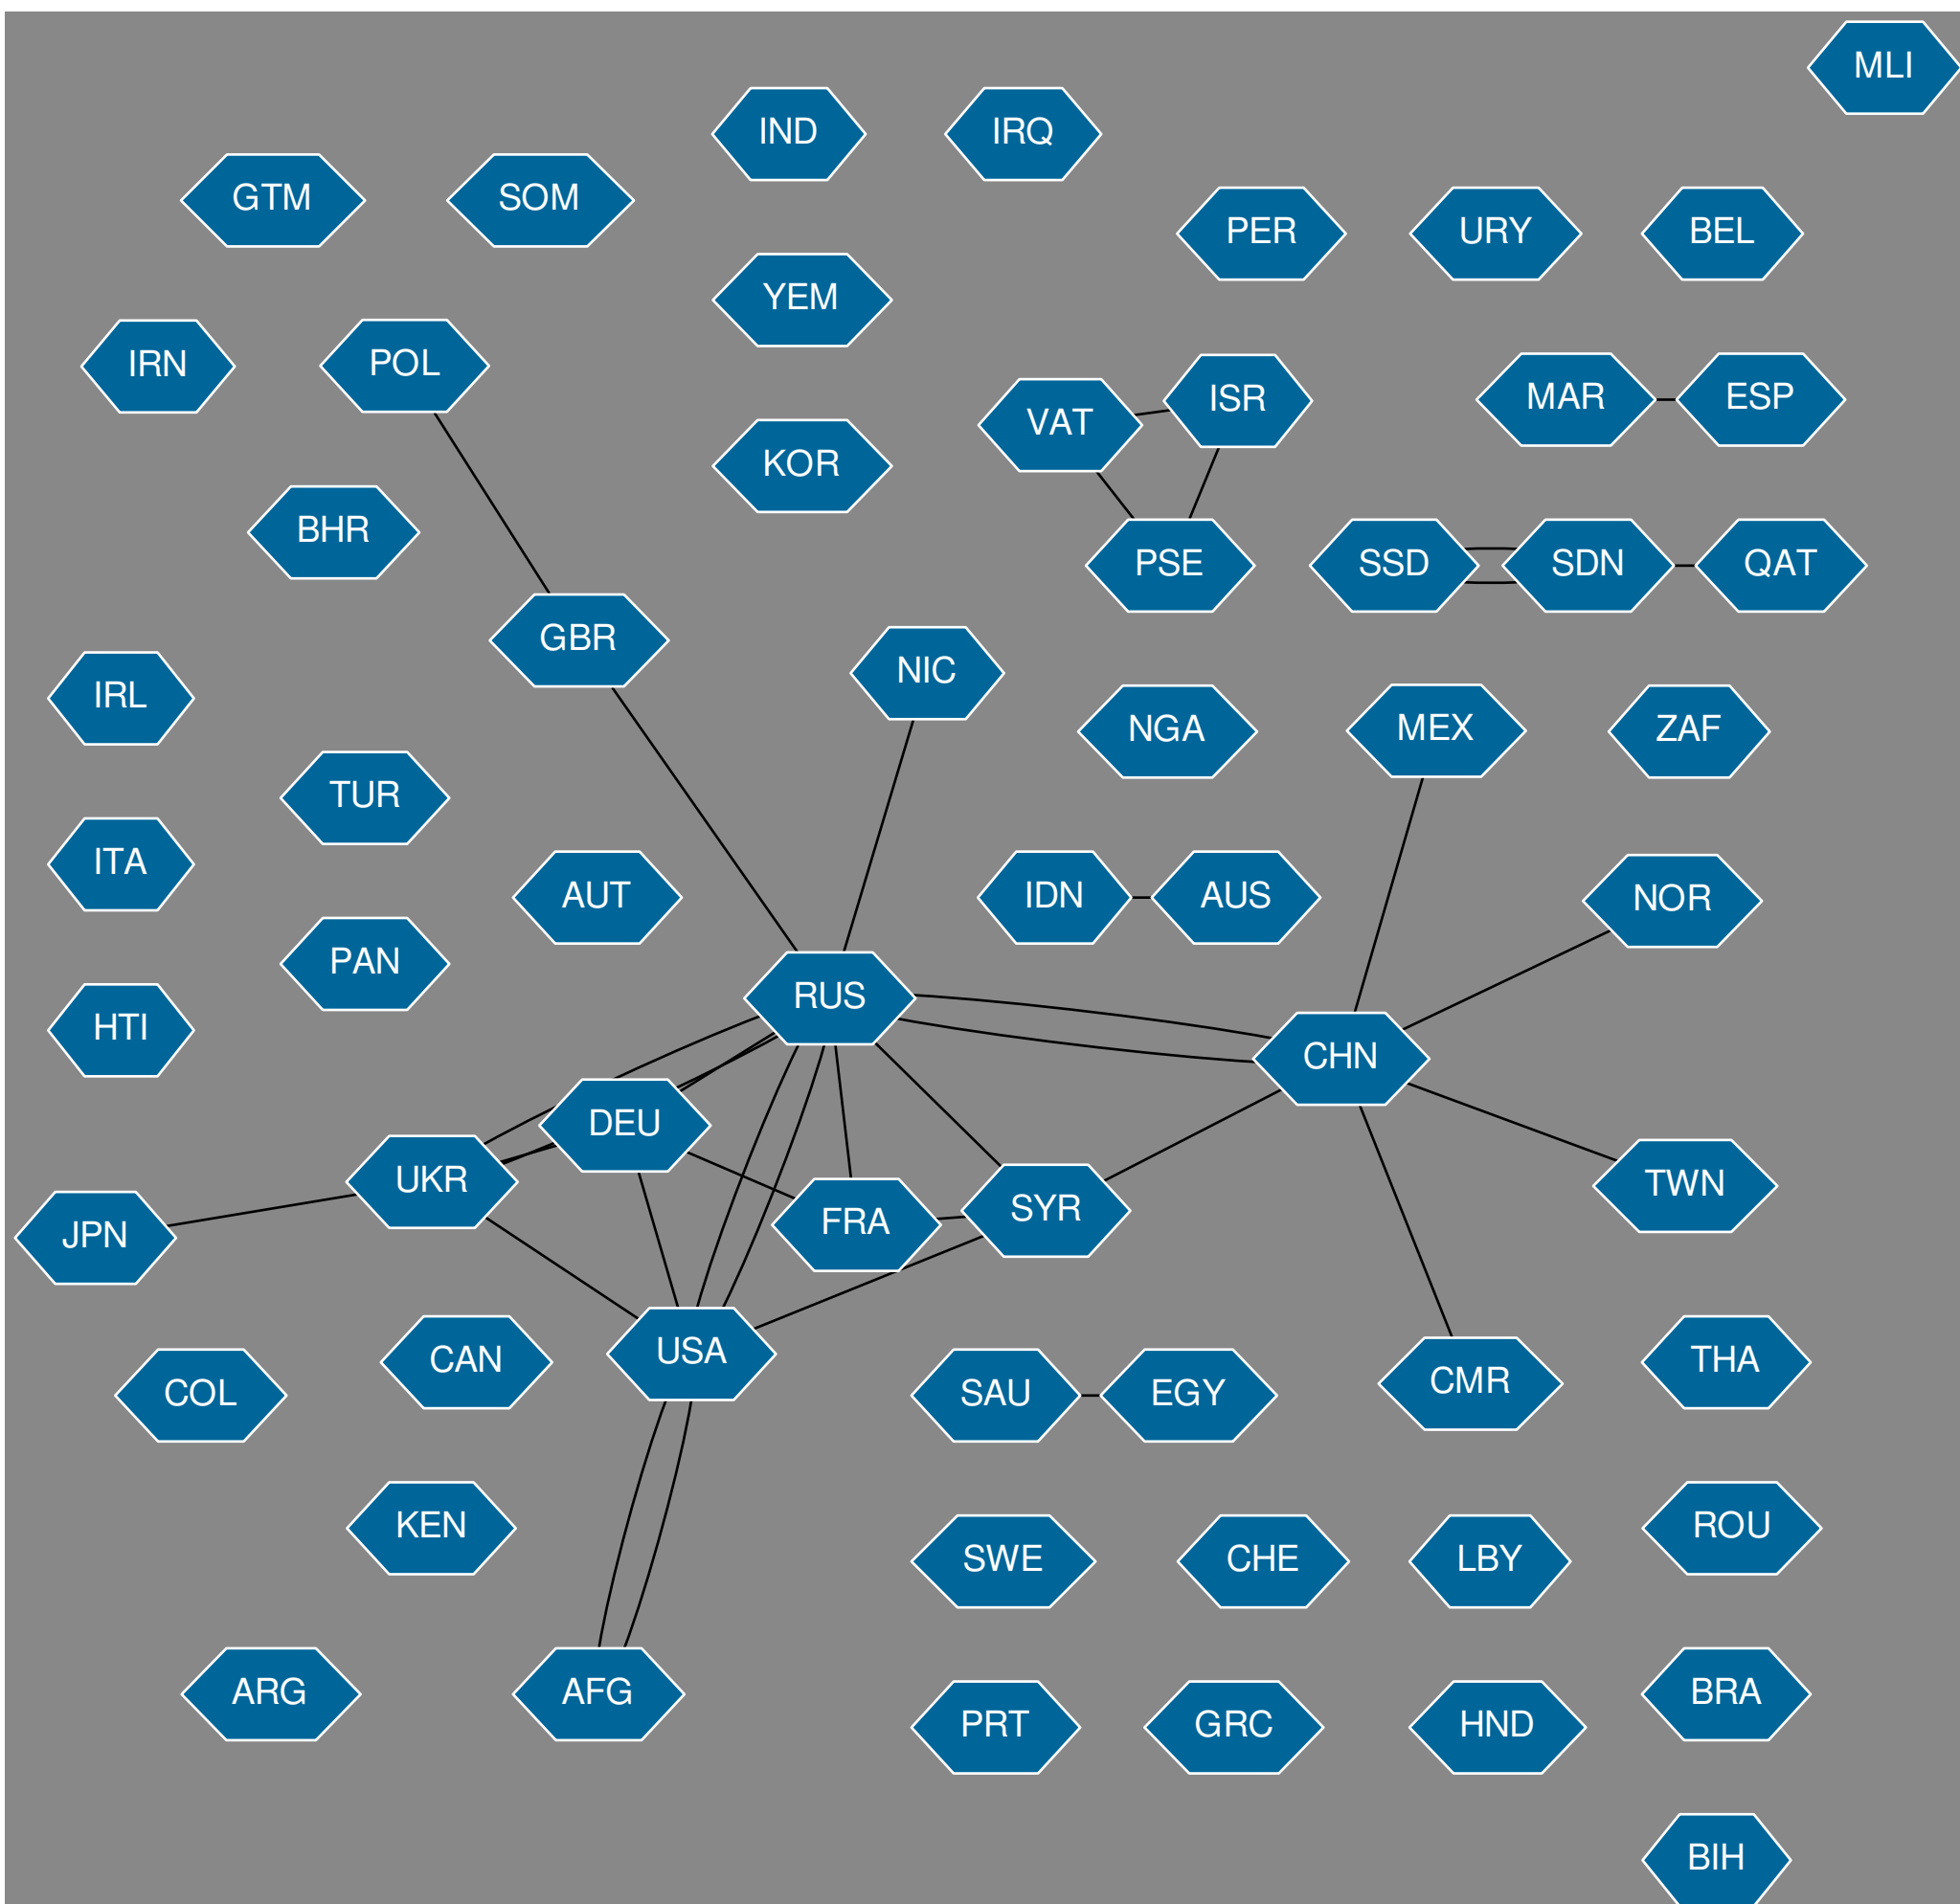 MLI
IND
IRQ
GTM
SOM
PER
URY
BEL
YEM
IRN
POL
VAT
ISR
MAR
ESP
KOR
BHR
PSE
SSD
SDN
QAT
GBR
NIC
IRL
NGA
MEX
ZAF
TUR
ITA
AUT
IDN
AUS
NOR
PAN
RUS
HTI
CHN
DEU
UKR
TWN
JPN
FRA
SYR
USA
CAN
COL
SAU
EGY
CMR
THA
KEN
SWE
CHE
LBY
ROU
ARG
AFG
PRT
GRC
HND
BRA
BIH